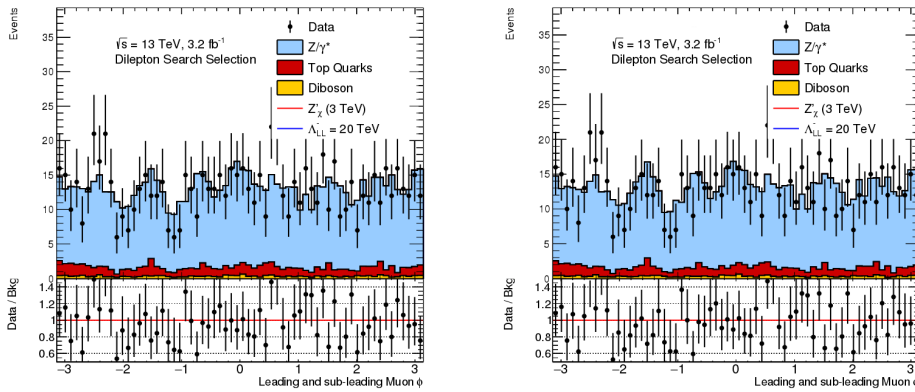 Events
35
30
25
20
15
10
5
0
√s = 13 TeV, 3.2 fb⁻¹
Dilepton Search Selection
Data
Z/γ*
Top Quarks
Diboson
Z'χ (3 TeV)
Λ⁻LL = 20 TeV
Data / Bkg
1.4
1.2
1
0.8
0.6
−3 −2 −1 0 1 2 3
Leading and sub-leading Muon ϕ
Events
35
30
25
20
15
10
5
0
√s = 13 TeV, 3.2 fb⁻¹
Dilepton Search Selection
Data
Z/γ*
Top Quarks
Diboson
Z'χ (3 TeV)
Λ⁻LL = 20 TeV
Data / Bkg
1.4
1.2
1
0.8
0.6
−3 −2 −1 0 1 2 3
Leading and sub-leading Muon ϕ